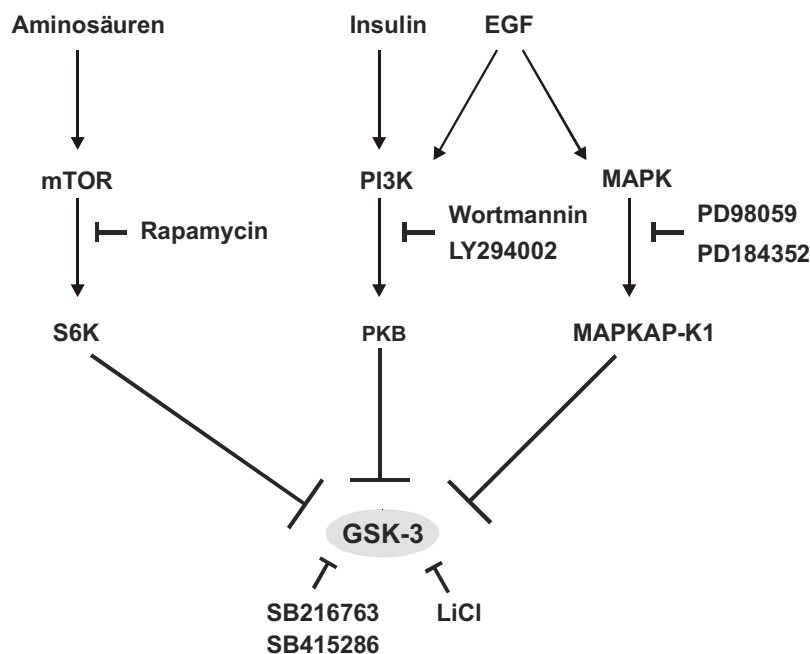 Aminosäuren
Insulin
EGF
mTOR
PI3K
MAPK
Rapamycin
Wortmannin
LY294002
PD98059
PD184352
S6K
PKB
MAPKAP-K1
GSK-3
SB216763
SB415286
LiCl